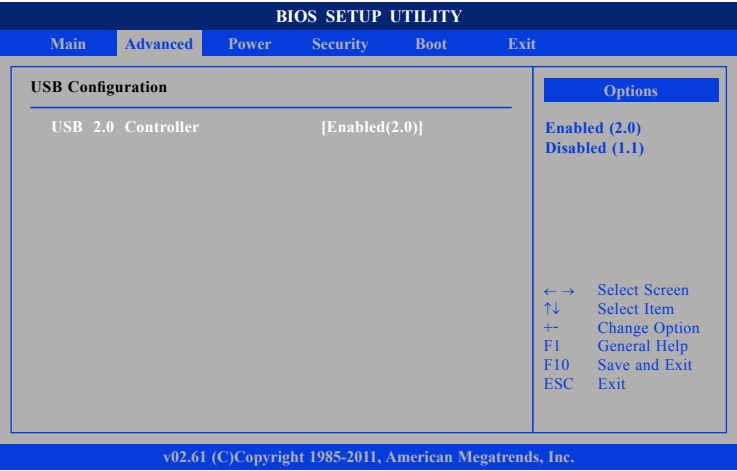 BIOS SETUP UTILITY
Main Advanced Power Security Boot Exit
USB Configuration
USB 2.0 Controller [Enabled(2.0)]
Options
Enabled (2.0)
Disabled (1.1)
←→ Select Screen
↑↓ Select Item
+- Change Option
F1 General Help
F10 Save and Exit
ESC Exit
v02.61 (C)Copyright 1985-2011, American Megatrends, Inc.